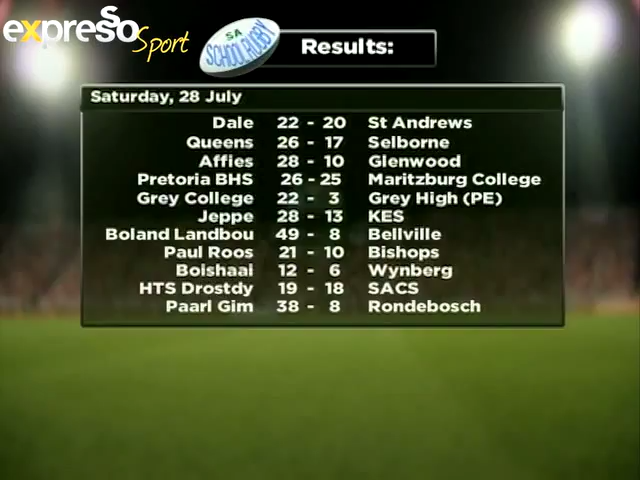 expresso Sport
SA
SCHOOLRUGBY
Results:
Saturday, 28 July
Dale 22 - 20 St Andrews
Queens 26 - 17 Selborne
Affies 28 - 10 Glenwood
Pretoria BHS 26 - 25 Maritzburg College
Grey College 22 - 3 Grey High (PE)
Jeppe 28 - 13 KES
Boland Landbou 49 - 8 Bellville
Paul Roos 21 - 10 Bishops
Boishaai 12 - 6 Wynberg
HTS Drostdy 19 - 18 SACS
Paarl Gim 38 - 8 Rondebosch